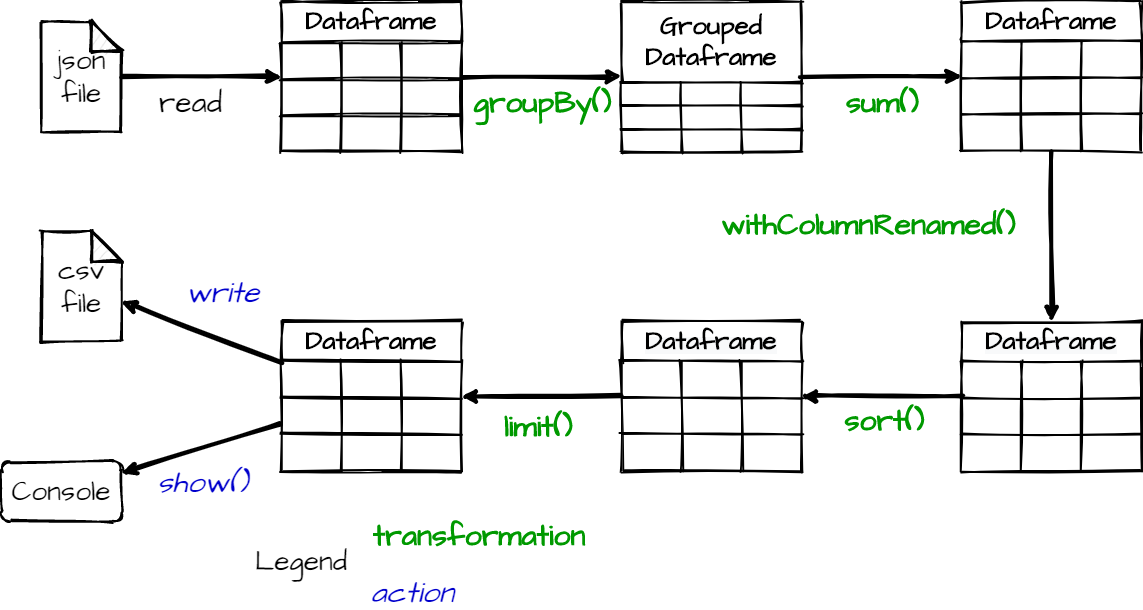 Dataframe
Grouped
Dataframe
Dataframe
json
file
read
groupBy()
sum()
withColumnRenamed()
csv
file
write
Dataframe
Dataframe
Dataframe
limit()
sort()
Console
show()
Legend
transformation
action